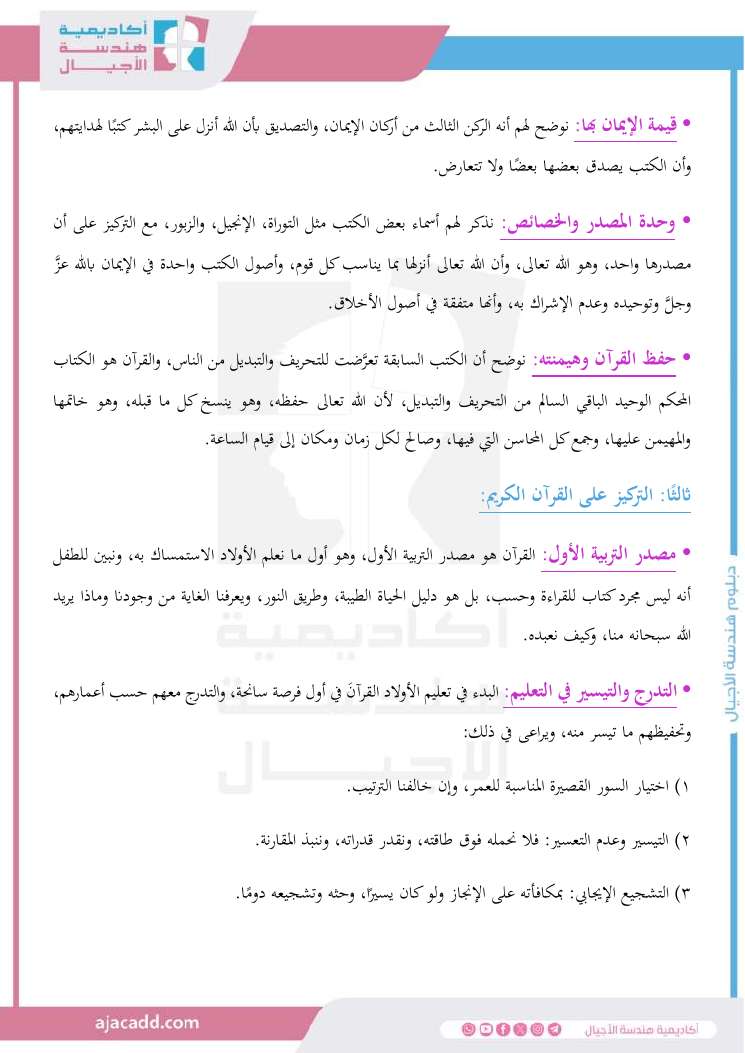 أكاديمية
هندسة
الأجيال
• قيمة الإيمان بها: نوضح لهم أنه الركن الثالث من أركان الإيمان، والتصديق بأن الله أنزل على البشر كتبًا لهدايتهم،
وأن الكتب يصدق بعضها بعضًا ولا تتعارض.
• وحدة المصدر والخصائص: نذكر لهم أسماء بعض الكتب مثل التوراة، الإنجيل، والزبور، مع التركيز على أن
مصدرها واحد، وهو الله تعالى، وأن الله تعالى أنزلها بما يناسب كل قوم، وأصول الكتب واحدة في الإيمان بالله عزَّ
وجلَّ وتوحيده وعدم الإشراك به، وأنها متفقة في أصول الأخلاق.
• حفظ القرآن وهيمنته: نوضح أن الكتب السابقة تعرَّضت للتحريف والتبديل من الناس، والقرآن هو الكتاب
المحكم الوحيد الباقي السالم من التحريف والتبديل، لأن الله تعالى حفظه، وهو ينسخ كل ما قبله، وهو خاتمها
والمهيمن عليها، وجمع كل المحاسن التي فيها، وصالح لكل زمان ومكان إلى قيام الساعة.
ثالثًا: التركيز على القرآن الكريم:
• مصدر التربية الأول: القرآن هو مصدر التربية الأول، وهو أول ما نعلم الأولاد الاستمساك به، ونبين للطفل
أنه ليس مجرد كتاب للقراءة وحسب، بل هو دليل الحياة الطيبة، وطريق النور، ويعرفنا الغاية من وجودنا وماذا يريد
الله سبحانه منا، وكيف نعبده.
• التدرج والتيسير في التعليم: البدء في تعليم الأولاد القرآنَ في أول فرصة سانحة، والتدرج معهم حسب أعمارهم،
وتحفيظهم ما تيسر منه، ويراعى في ذلك:
١) اختيار السور القصيرة المناسبة للعمر، وإن خالفنا الترتيب.
٢) التيسير وعدم التعسير: فلا نحمله فوق طاقته، ونقدر قدراته، وننبذ المقارنة.
٣) التشجيع الإيجابي: بمكافأته على الإنجاز ولو كان يسيرًا، وحثه وتشجيعه دومًا.
أكاديمية
هندسة
الأجيال
دبلوم هندسة الأجيال
أكاديمية هندسة الأجيال
ajacadd.com